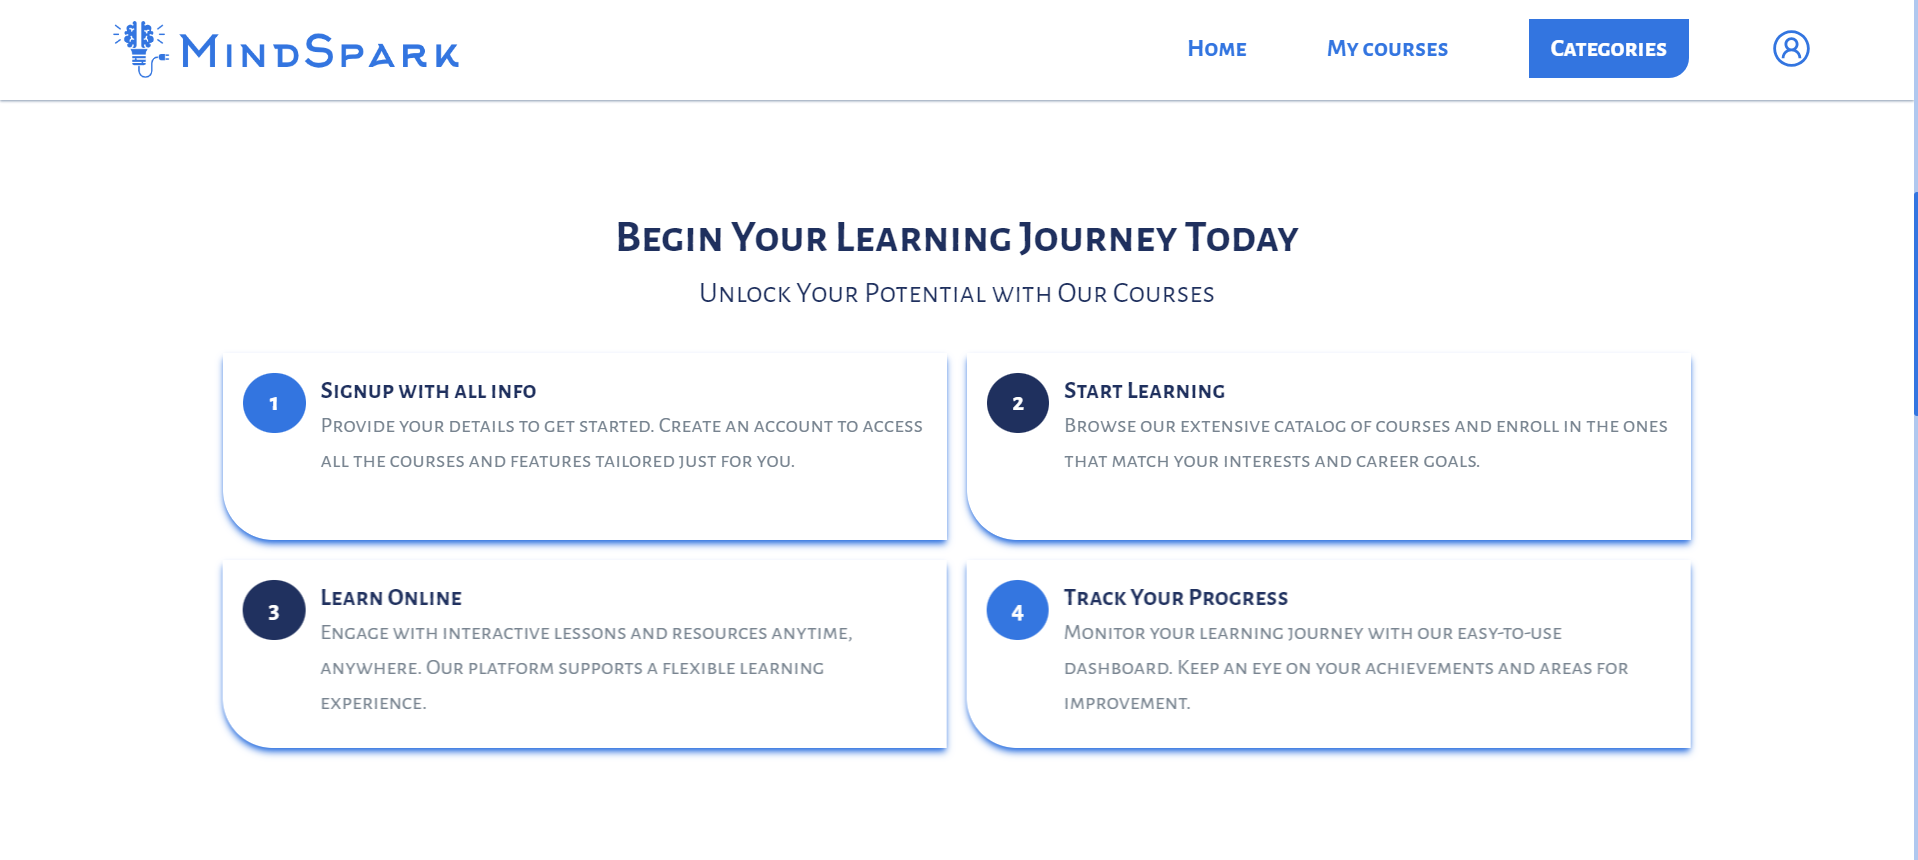 MindSpark
Home
My courses
Categories
Begin Your Learning Journey Today
Unlock Your Potential with Our Courses
1
Signup with all info
Provide your details to get started. Create an account to access
all the courses and features tailored just for you.
2
Start Learning
Browse our extensive catalog of courses and enroll in the ones
that match your interests and career goals.
3
Learn Online
Engage with interactive lessons and resources anytime,
anywhere. Our platform supports a flexible learning
experience.
4
Track Your Progress
Monitor your learning journey with our easy-to-use
dashboard. Keep an eye on your achievements and areas for
improvement.